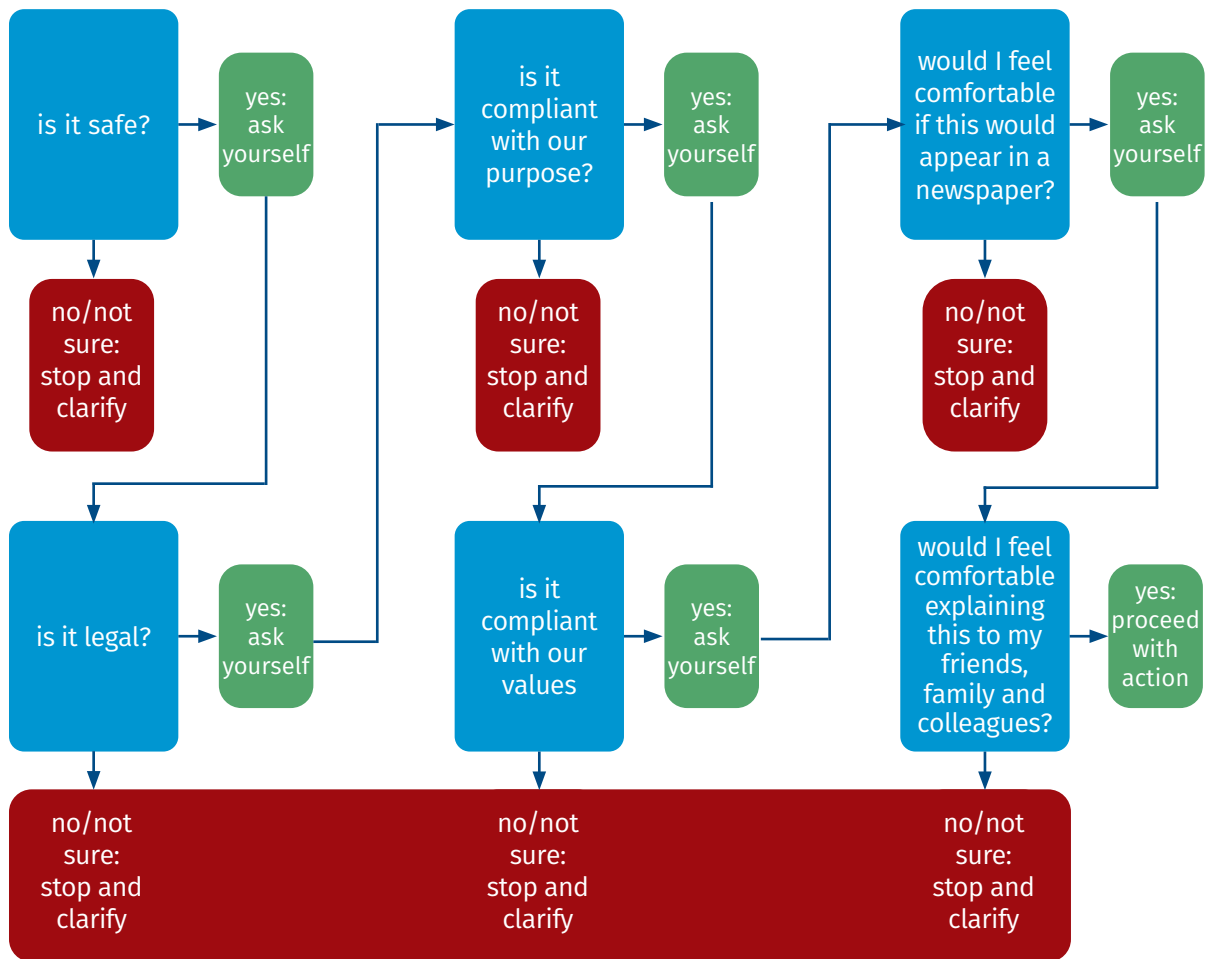 is it safe?
yes:
ask
yourself
no/not
sure:
stop and
clarify
is it legal?
yes:
ask
yourself
no/not
sure:
stop and
clarify
is it
compliant
with our
purpose?
yes:
ask
yourself
no/not
sure:
stop and
clarify
is it
compliant
with our
values
yes:
ask
yourself
no/not
sure:
stop and
clarify
would I feel
comfortable
if this would
appear in a
newspaper?
yes:
ask
yourself
no/not
sure:
stop and
clarify
would I feel
comfortable
explaining
this to my
friends,
family and
colleagues?
yes:
proceed
with
action
no/not
sure:
stop and
clarify